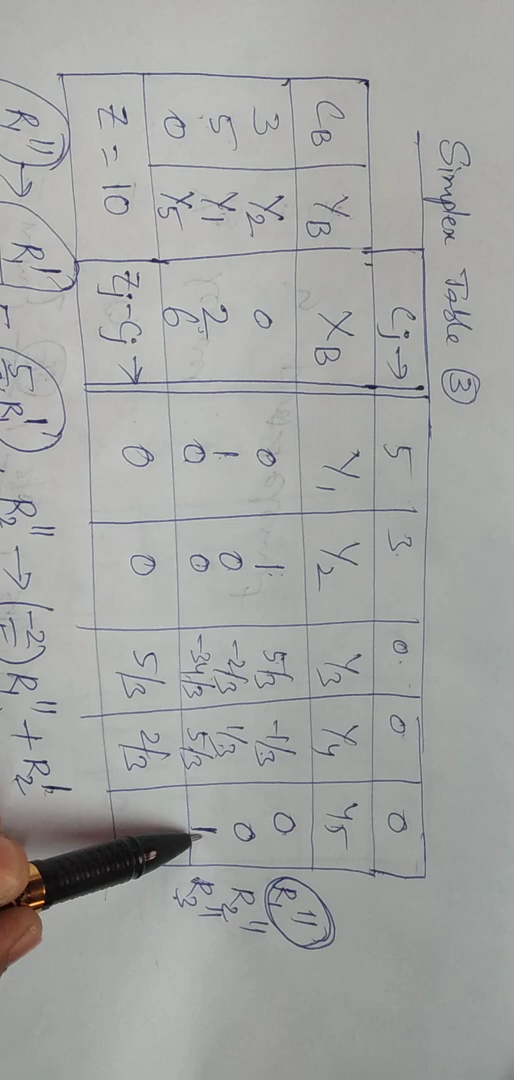 Simplex Table ③
Cj→ 5 3 0 0 0
CB YB XB Y1 Y2 Y3 Y4 Y5
3 Y2 0 0 1 5/3 -1/3 0 R1''
5 Y1 2 1 0 -2/3 1/3 0 R2''
0 Y5 6 0 0 -34/3 5/3 1 R3''
Z = 10 Zj-Cj→ 0 0 5/3 2/3
R1'' → R1' R2'' → R1'' + R2'